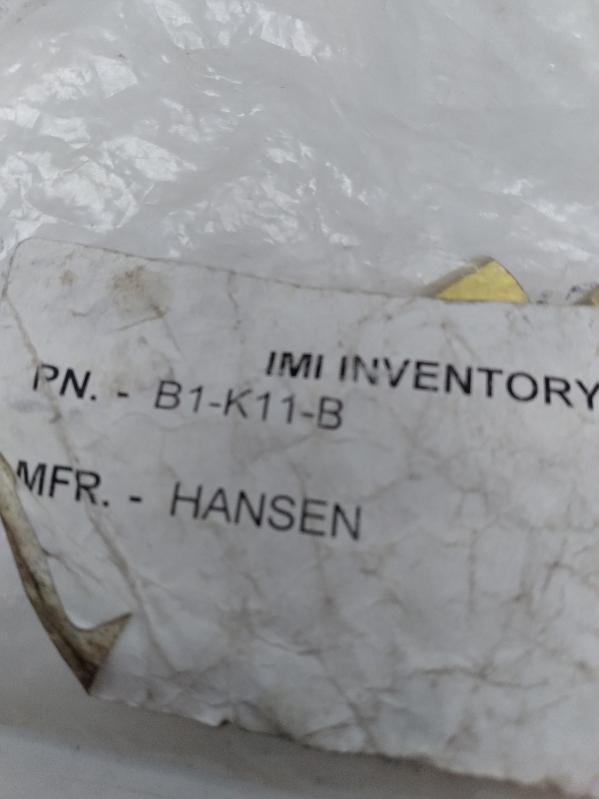 IMI INVENTORY
PN. - B1-K11-B
MFR. - HANSEN